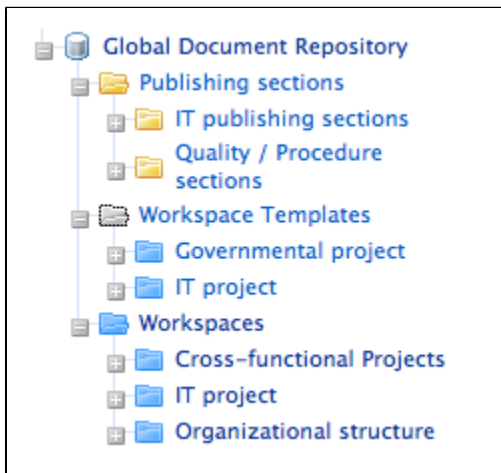 Global Document Repository
Publishing sections
IT publishing sections
Quality / Procedure
sections
Workspace Templates
Governmental project
IT project
Workspaces
Cross-functional Projects
IT project
Organizational structure